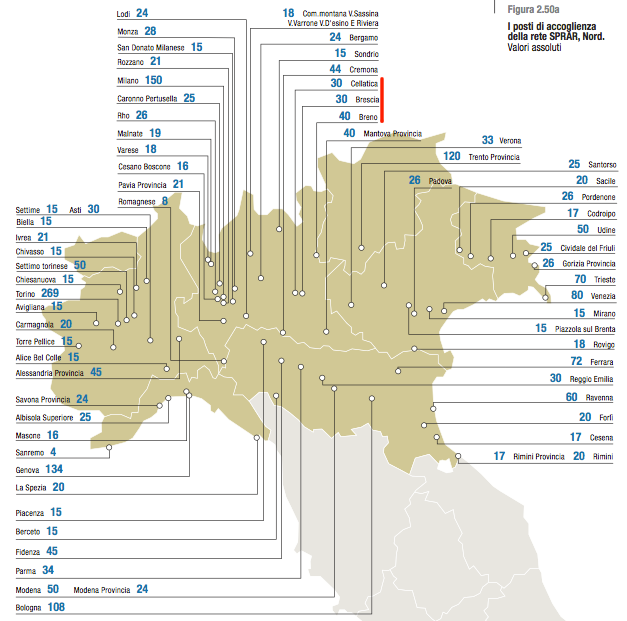 Figura 2.50a
I posti di accoglienza
della rete SPRAR, Nord.
Valori assoluti
Lodi 24
Monza 28
San Donato Milanese 15
Rozzano 21
Milano 150
Caronno Pertusella 25
Rho 26
Malnate 19
Varese 18
Cesano Boscone 16
Pavia Provincia 21
Romagnese 8
18 Com.montana V.Sassina
V.Varrone V.D'esino E Riviera
24 Bergamo
15 Sondrio
44 Cremona
30 Cellatica
30 Brescia
40 Breno
40 Mantova Provincia
33 Verona
120 Trento Provincia
26 Padova
25 Santorso
20 Sacile
26 Pordenone
17 Codroipo
50 Udine
25 Cividale del Friuli
26 Gorizia Provincia
70 Trieste
80 Venezia
15 Mirano
15 Piazzola sul Brenta
18 Rovigo
72 Ferrara
30 Reggio Emilia
60 Ravenna
20 Forlì
17 Cesena
17 Rimini Provincia 20 Rimini
Settime 15 Asti 30
Biella 15
Ivrea 21
Chivasso 15
Settimo torinese 50
Chiesanuova 15
Torino 269
Avigliana 15
Carmagnola 20
Torre Pellice 15
Alice Bel Colle 15
Alessandria Provincia 45
Savona Provincia 24
Albisola Superiore 25
Masone 16
Sanremo 4
Genova 134
La Spezia 20
Piacenza 15
Berceto 15
Fidenza 45
Parma 34
Modena 50 Modena Provincia 24
Bologna 108